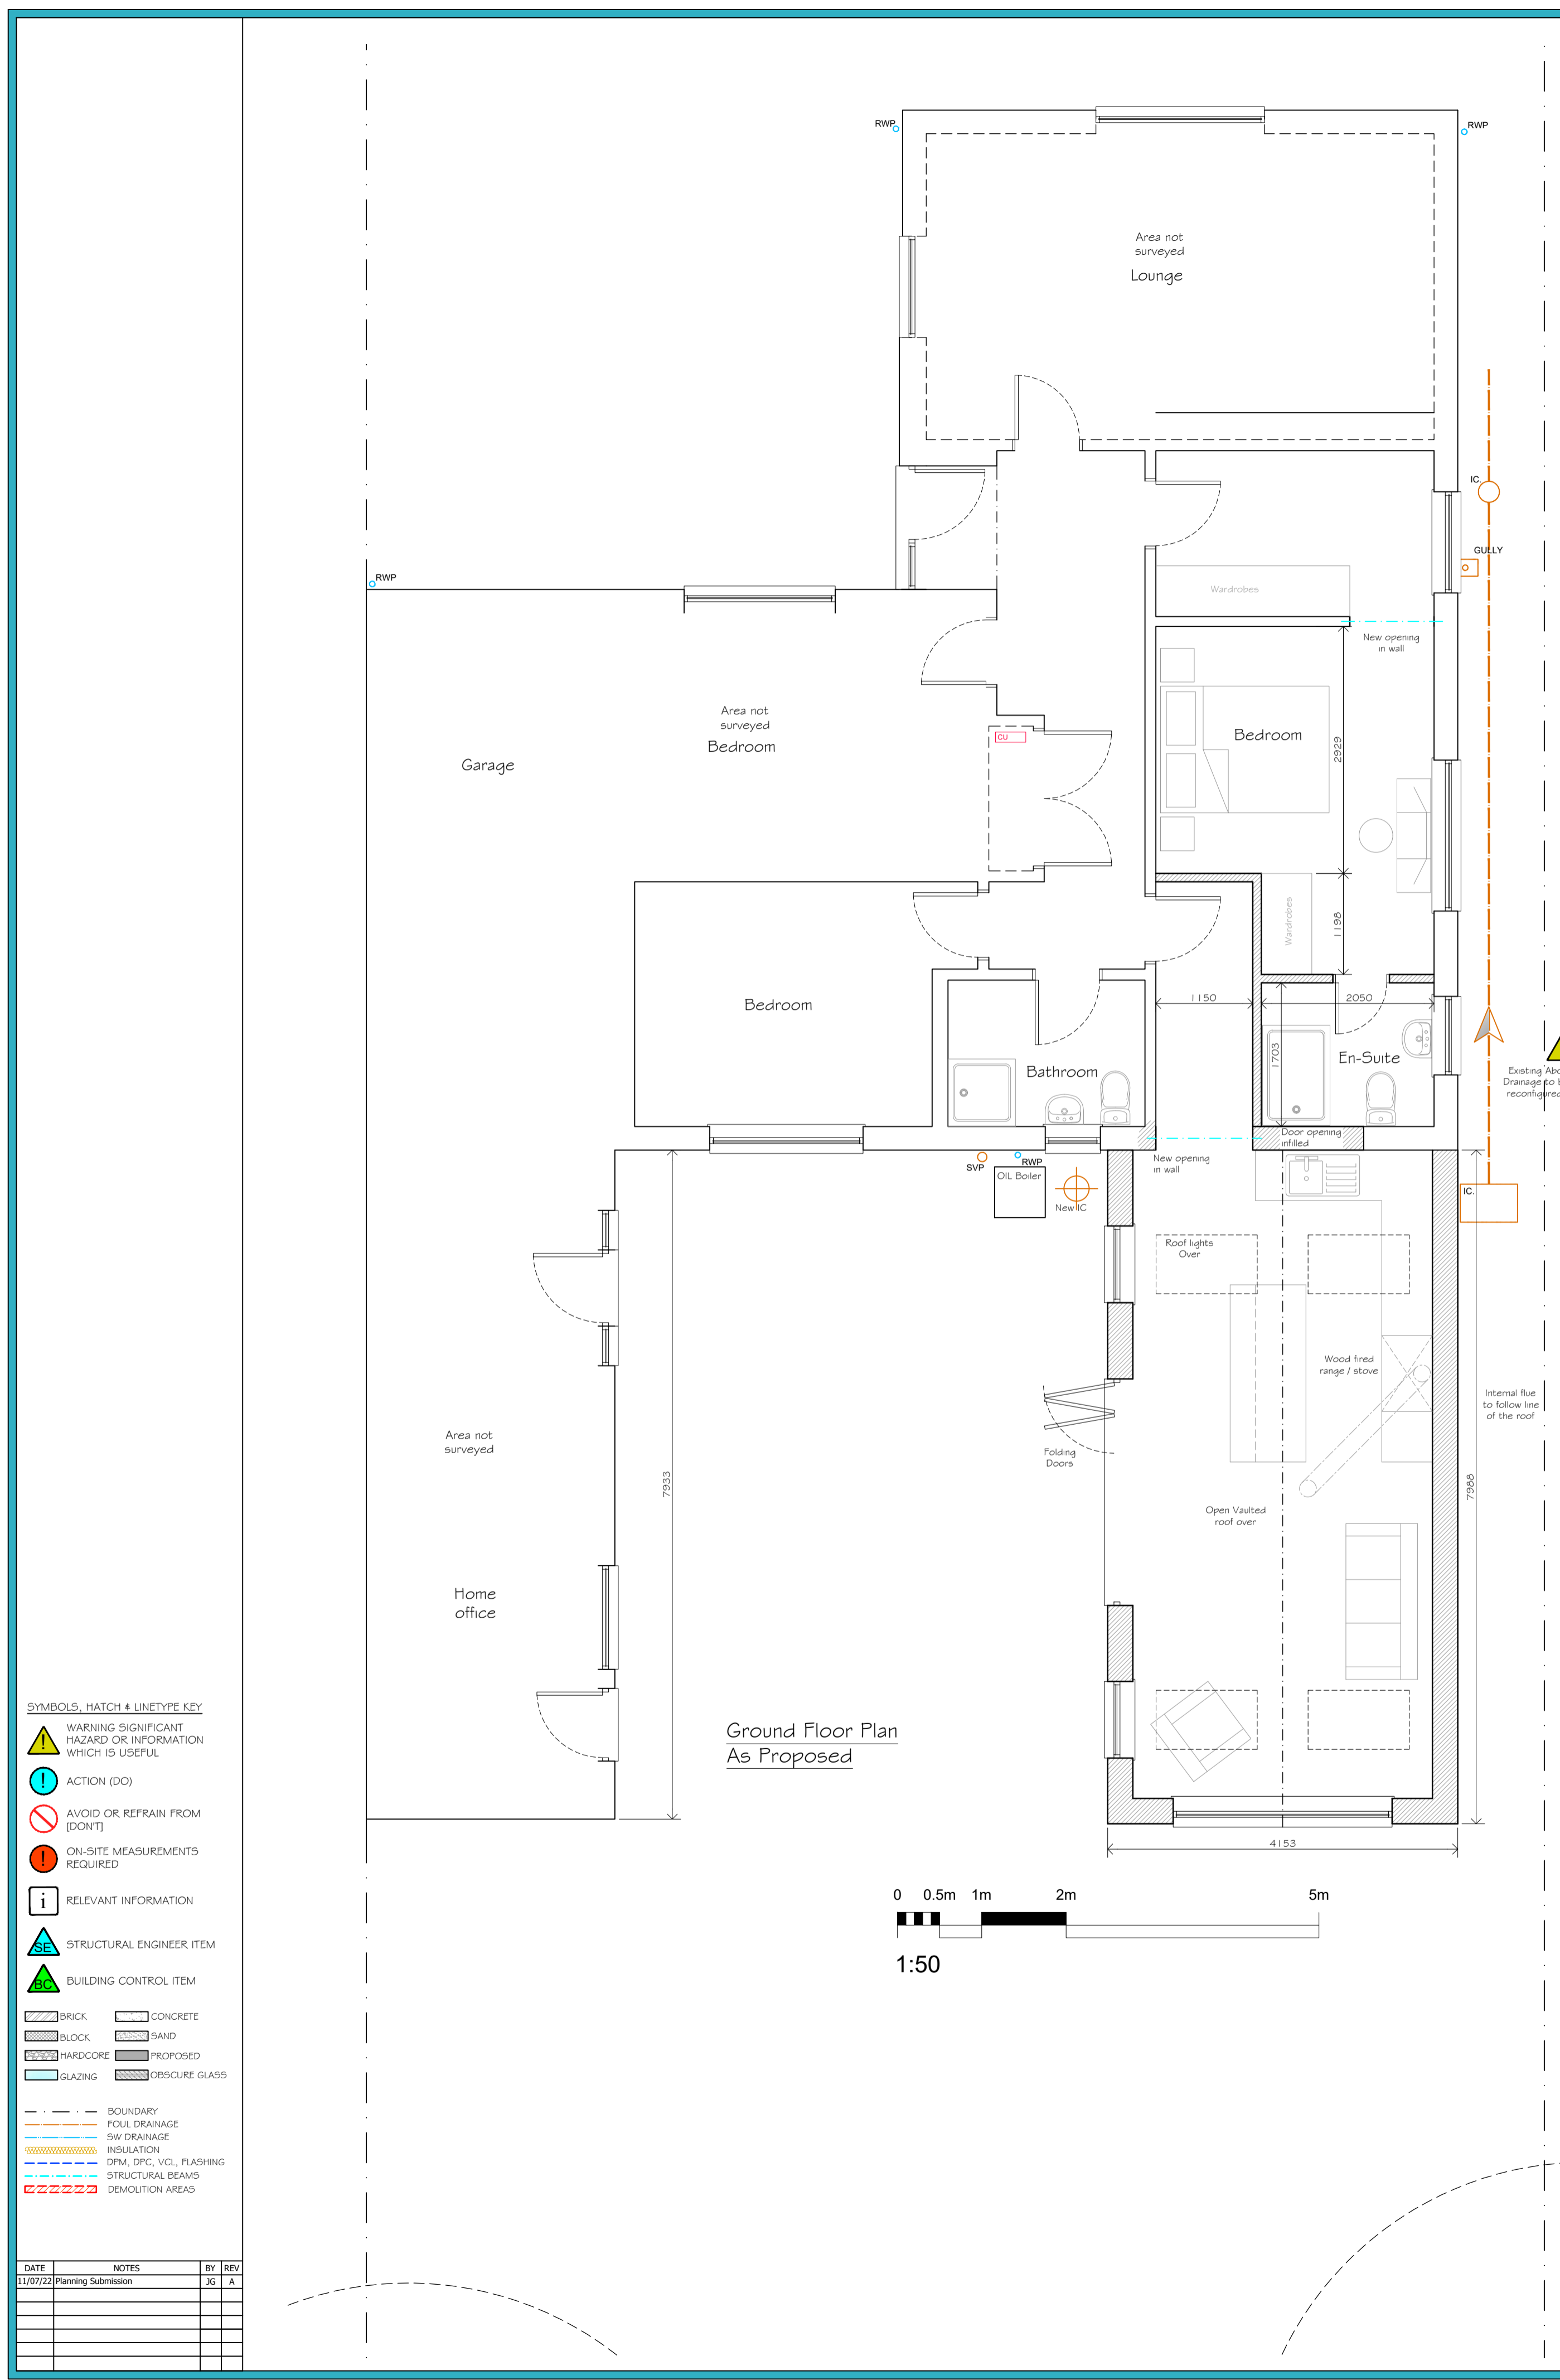 RWP
RWP
Area not
surveyed
Lounge
IC.
GULLY
RWP
Wardrobes
New opening
in wall
Area not
surveyed
Bedroom
CU
Bedroom
2929
Garage
Wardrobes
1198
Bedroom
1150
2050
1703
En-Suite
Bathroom
Drainage to
reconfigured
Door opening
infilled
New opening
in wall
SVP
RWP
OIL Boiler
New IC
IC.
Roof lights
Over
Wood fired
range / stove
Internal flue
to follow line
of the roof
Folding
Doors
Area not
surveyed
7933
7988
Open Vaulted
roof over
Home
office
Ground Floor Plan
As Proposed
4153
0 0.5m 1m 2m 5m
1:50
SYMBOLS, HATCH & LINETYPE KEY
! WARNING SIGNIFICANT
HAZARD OR INFORMATION
WHICH IS USEFUL
! ACTION (DO)
AVOID OR REFRAIN FROM
[DON'T]
! ON-SITE MEASUREMENTS
REQUIRED
i RELEVANT INFORMATION
SE STRUCTURAL ENGINEER ITEM
BC BUILDING CONTROL ITEM
BRICK CONCRETE
BLOCK SAND
HARDCORE PROPOSED
GLAZING OBSCURE GLASS
BOUNDARY
FOUL DRAINAGE
SW DRAINAGE
INSULATION
DPM, DPC, VCL, FLASHING
STRUCTURAL BEAMS
DEMOLITION AREAS
DATE NOTES BY REV
11/07/22 Planning Submission JG A